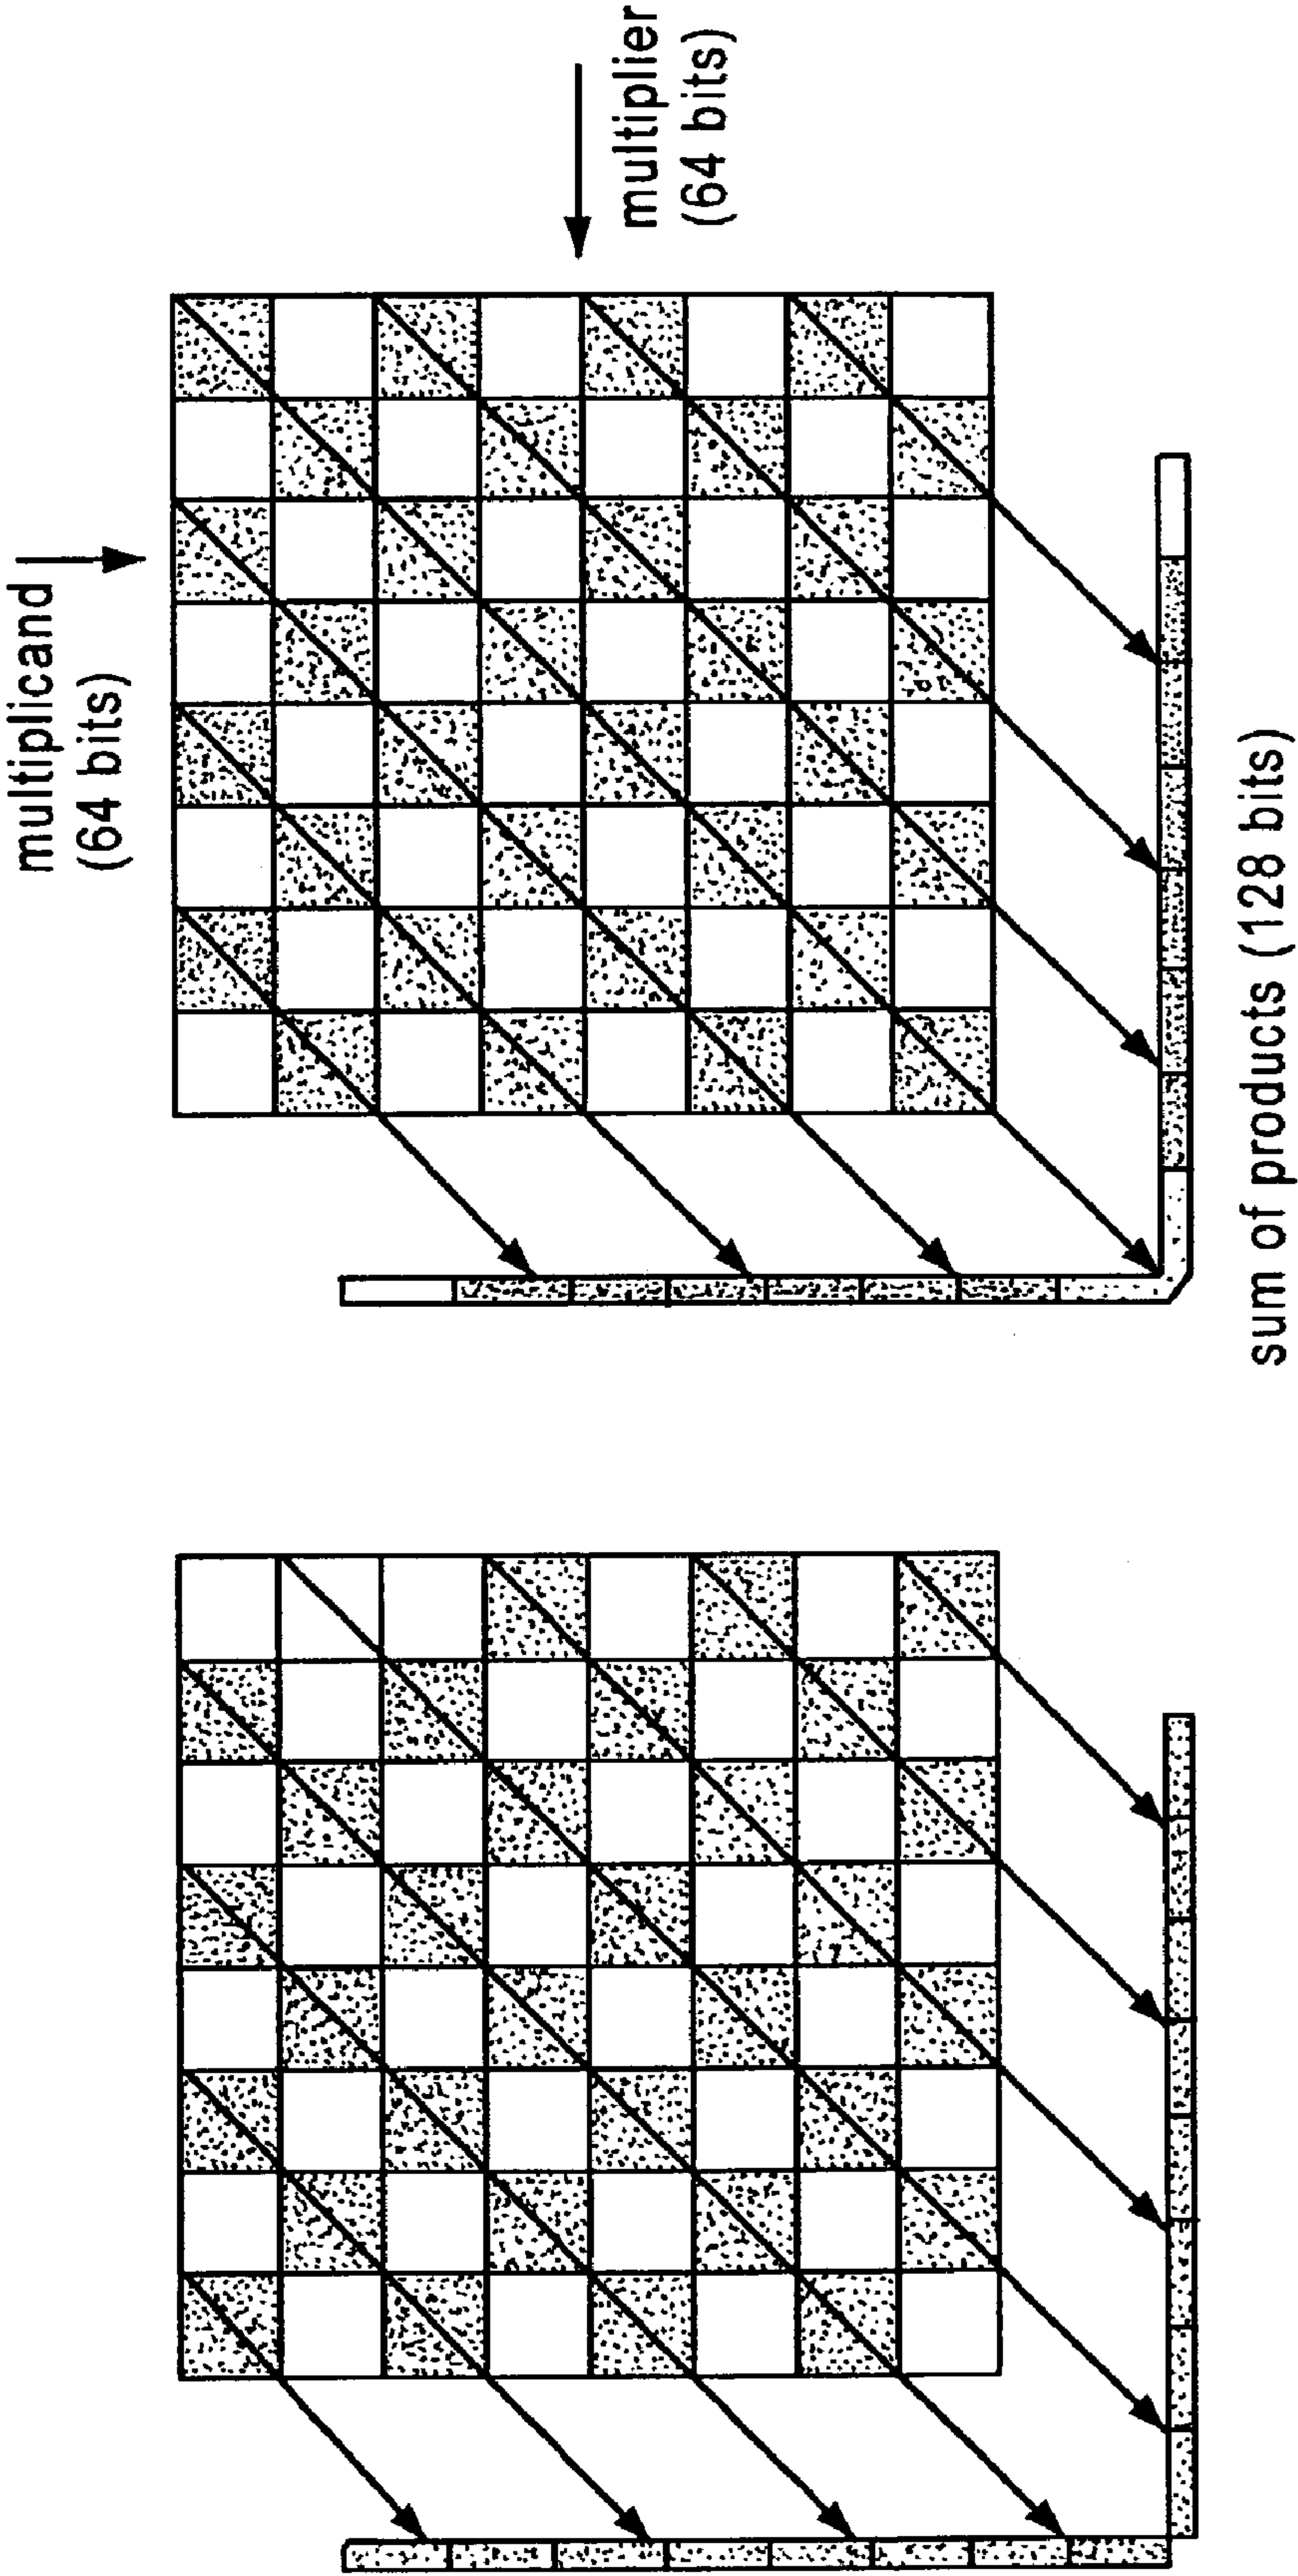 multiplicand
(64 bits)
multiplier
(64 bits)
sum of products (128 bits)